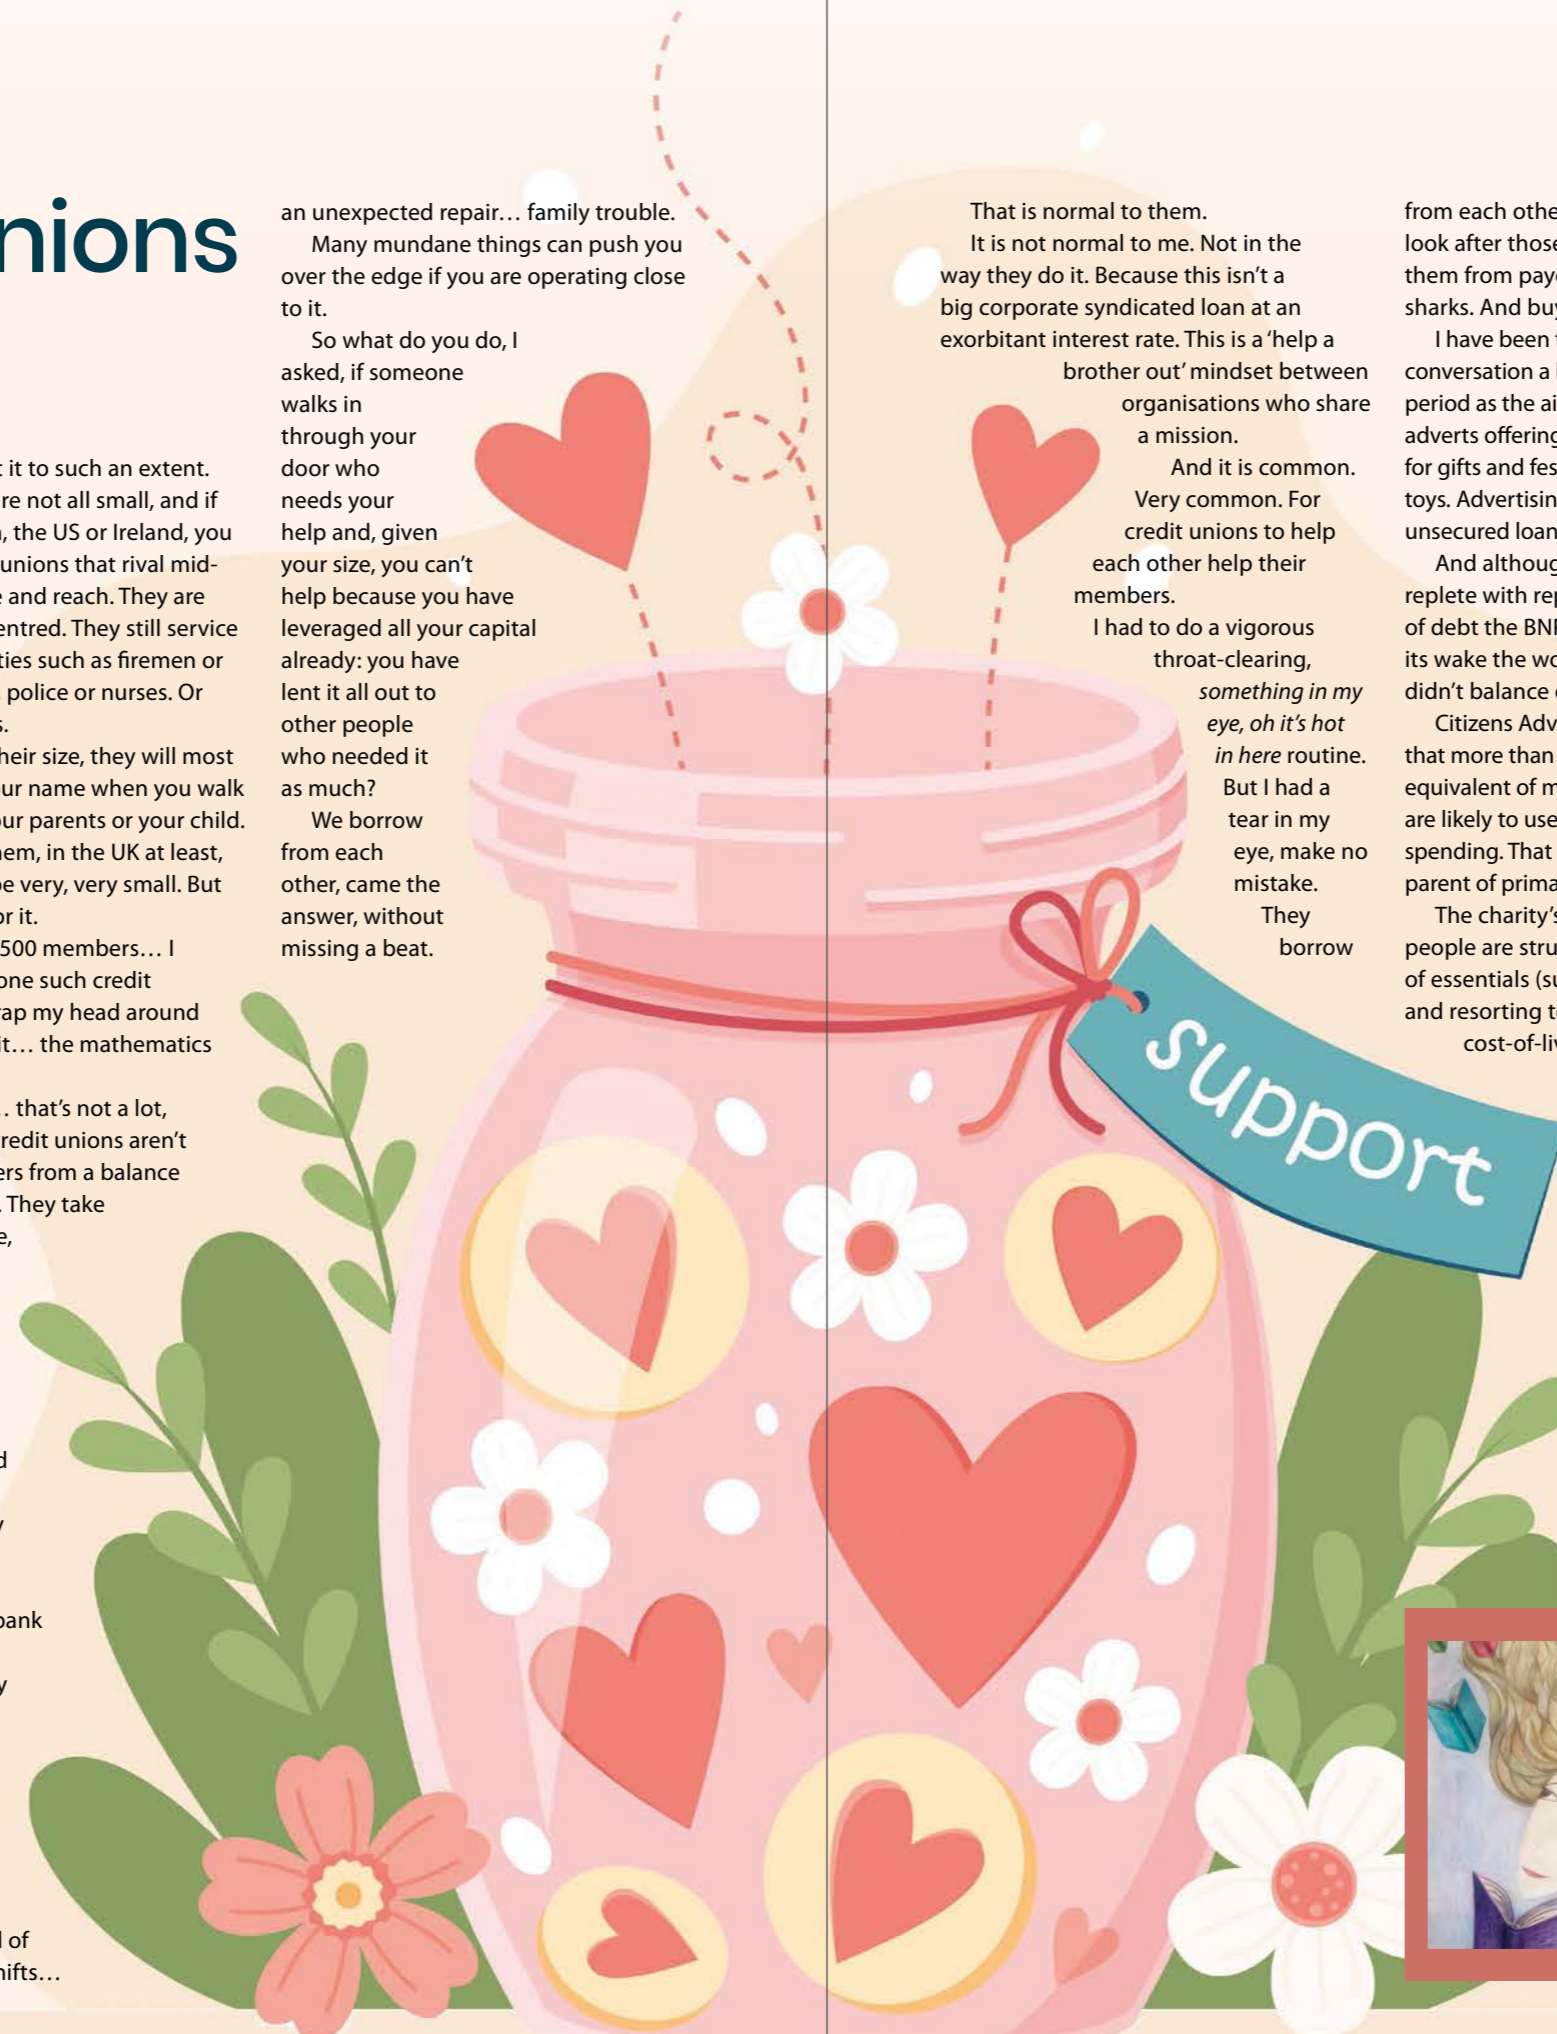 nions
t it to such an extent.
re not all small, and if
, the US or Ireland, you
unions that rival mid-
e and reach. They are
entred. They still service
ties such as firemen or
police or nurses. Or
s.
heir size, they will most
ur name when you walk
our parents or your child.
hem, in the UK at least,
be very, very small. But
or it.
500 members… I
one such credit
rap my head around
it… the mathematics
. that’s not a lot,
redit unions aren’t
ers from a balance
. They take
e,
d
y
bank
y
l of
hifts…
an unexpected repair… family trouble.
Many mundane things can push you
over the edge if you are operating close
to it.
So what do you do, I
asked, if someone
walks in
through your
door who
needs your
help and, given
your size, you can’t
help because you have
leveraged all your capital
already: you have
lent it all out to
other people
who needed it
as much?
We borrow
from each
other, came the
answer, without
missing a beat.
That is normal to them.
It is not normal to me. Not in the
way they do it. Because this isn’t a
big corporate syndicated loan at an
exorbitant interest rate. This is a ‘help a
brother out’ mindset between
organisations who share
a mission.
And it is common.
Very common. For
credit unions to help
each other help their
members.
I had to do a vigorous
throat-clearing,
something in my
eye, oh it’s hot
in here routine.
But I had a
tear in my
eye, make no
mistake.
They
borrow
support
from each othe
look after those
them from payd
sharks. And buy
I have been t
conversation a l
period as the ai
adverts offering
for gifts and fes
toys. Advertisin
unsecured loan
And althoug
replete with rep
of debt the BNP
its wake the wo
didn’t balance o
Citizens Adv
that more than
equivalent of m
are likely to use
spending. That
parent of prima
The charity’s
people are stru
of essentials (su
and resorting to
cost-of-liv